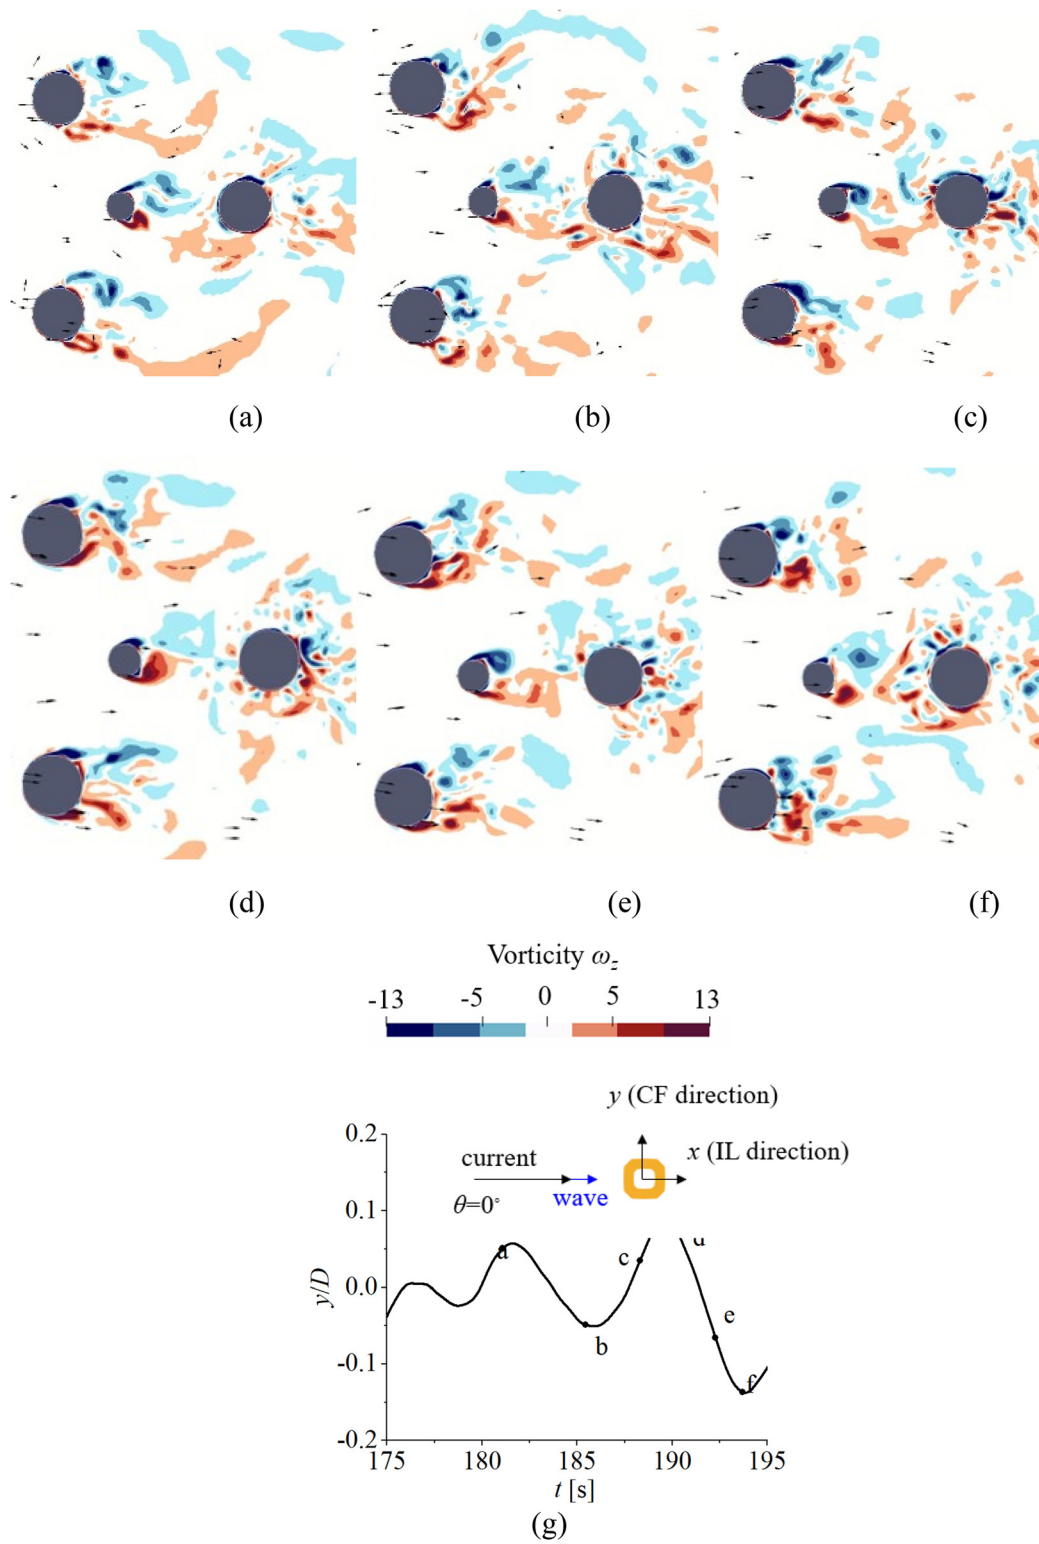 (a)
(b)
(c)
(d)
(e)
(f)
Vorticity ωz
-13 -5 0 5 13
y (CF direction)
x (IL direction)
current
wave
θ=0°
0.2
0.1
0.0
-0.1
-0.2
y/D
a
b
c
d
e
f
175 180 185 190 195
t [s]
(g)